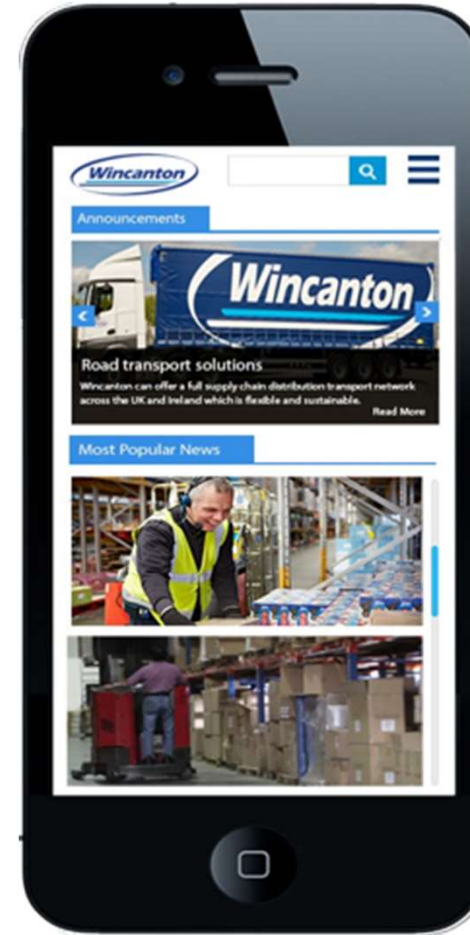 Wincanton
Announcements
Wincanton
Road transport solutions
Wincanton can offer a full supply chain distribution transport network
across the UK and Ireland which is flexible and sustainable.
Read More
Most Popular News